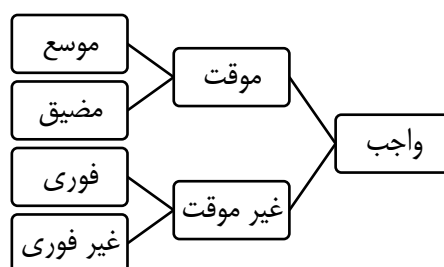 واجب
موقت
موسع
مضیق
غیر موقت
فوری
غیر فوری